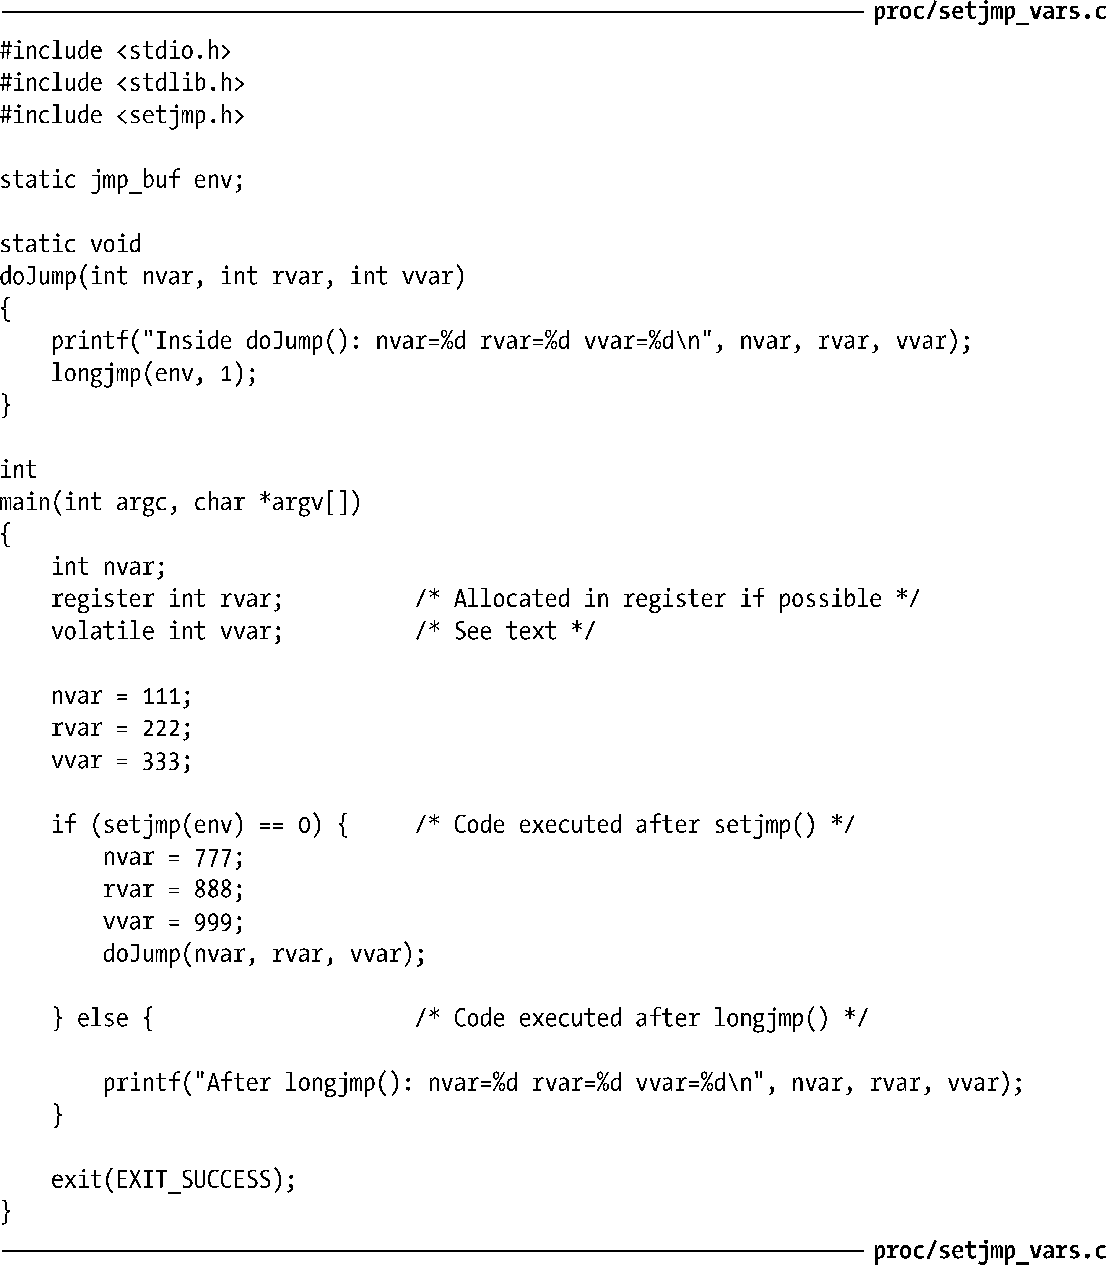 proc/setjmp_vars.c
#include <stdio.h>
#include <stdlib.h>
#include <setjmp.h>
static jmp_buf env;
static void
doJump(int nvar, int rvar, int vvar)
{
    printf("Inside doJump(): nvar=%d rvar=%d vvar=%d\n", nvar, rvar, vvar);
    longjmp(env, 1);
}
int
main(int argc, char *argv[])
{
    int nvar;
    register int rvar;          /* Allocated in register if possible */
    volatile int vvar;          /* See text */
    nvar = 111;
    rvar = 222;
    vvar = 333;
    if (setjmp(env) == 0) {     /* Code executed after setjmp() */
        nvar = 777;
        rvar = 888;
        vvar = 999;
        doJump(nvar, rvar, vvar);
    } else {                    /* Code executed after longjmp() */
        printf("After longjmp(): nvar=%d rvar=%d vvar=%d\n", nvar, rvar, vvar);
    }
    exit(EXIT_SUCCESS);
}
proc/setjmp_vars.c